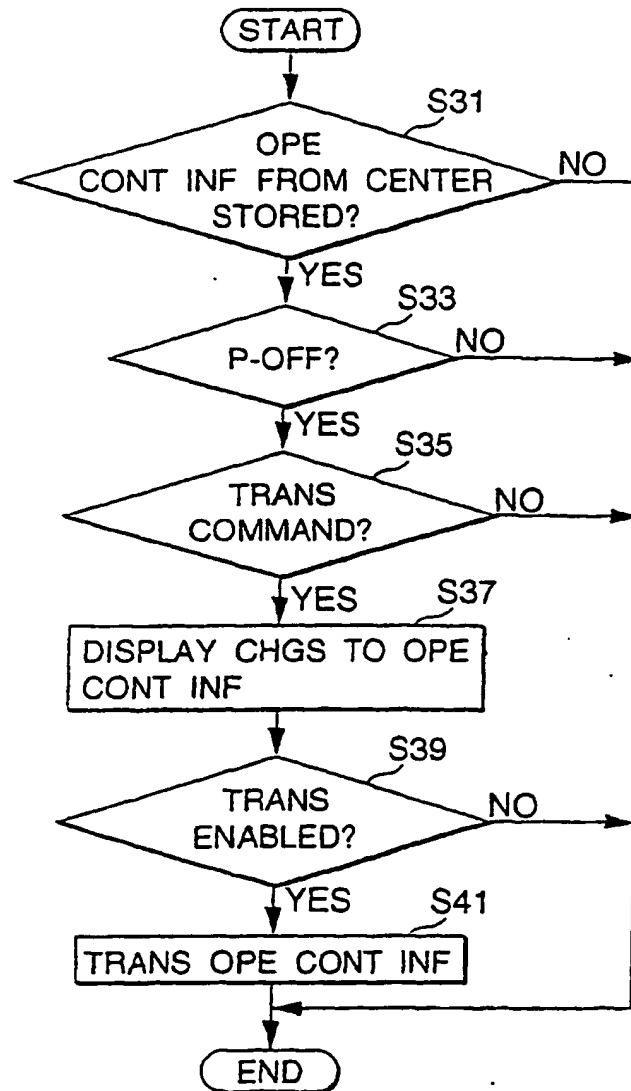 START
S31
OPE
CONT INF FROM CENTER
STORED?
NO
YES
S33
P-OFF?
NO
YES
S35
TRANS
COMMAND?
NO
YES
S37
DISPLAY CHGS TO OPE
CONT INF
S39
TRANS
ENABLED?
NO
YES
S41
TRANS OPE CONT INF
END